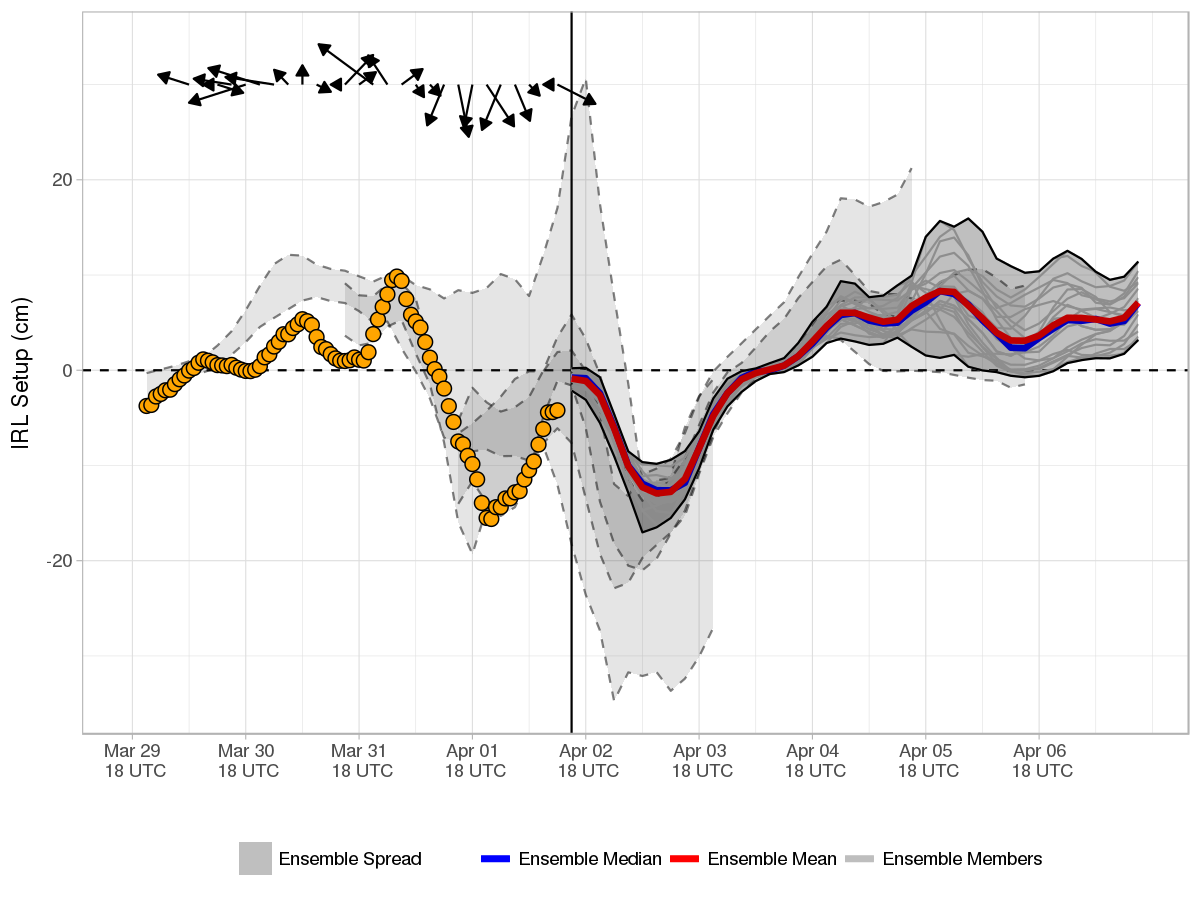 IRL Setup (cm)
20
0
-20
Mar 29 Mar 30 Mar 31 Apr 01 Apr 02 Apr 03 Apr 04 Apr 05 Apr 06
18 UTC 18 UTC 18 UTC 18 UTC 18 UTC 18 UTC 18 UTC 18 UTC 18 UTC
Ensemble Spread Ensemble Median Ensemble Mean Ensemble Members